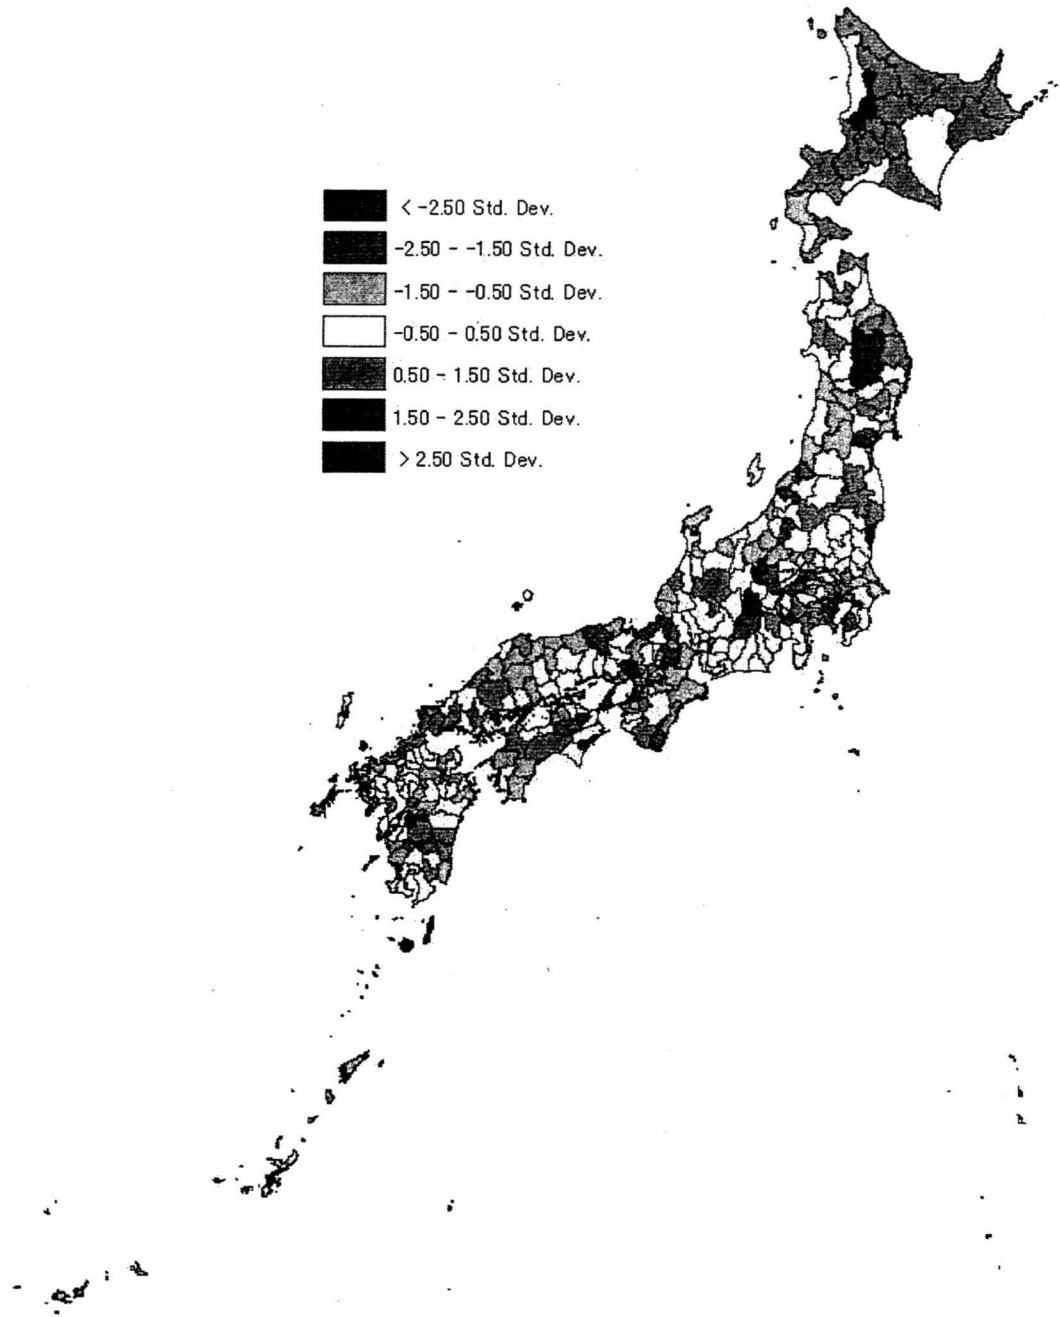 < -2.50 Std. Dev.
-2.50 - -1.50 Std. Dev.
-1.50 - -0.50 Std. Dev.
-0.50 - 0.50 Std. Dev.
0.50 - 1.50 Std. Dev.
1.50 - 2.50 Std. Dev.
> 2.50 Std. Dev.